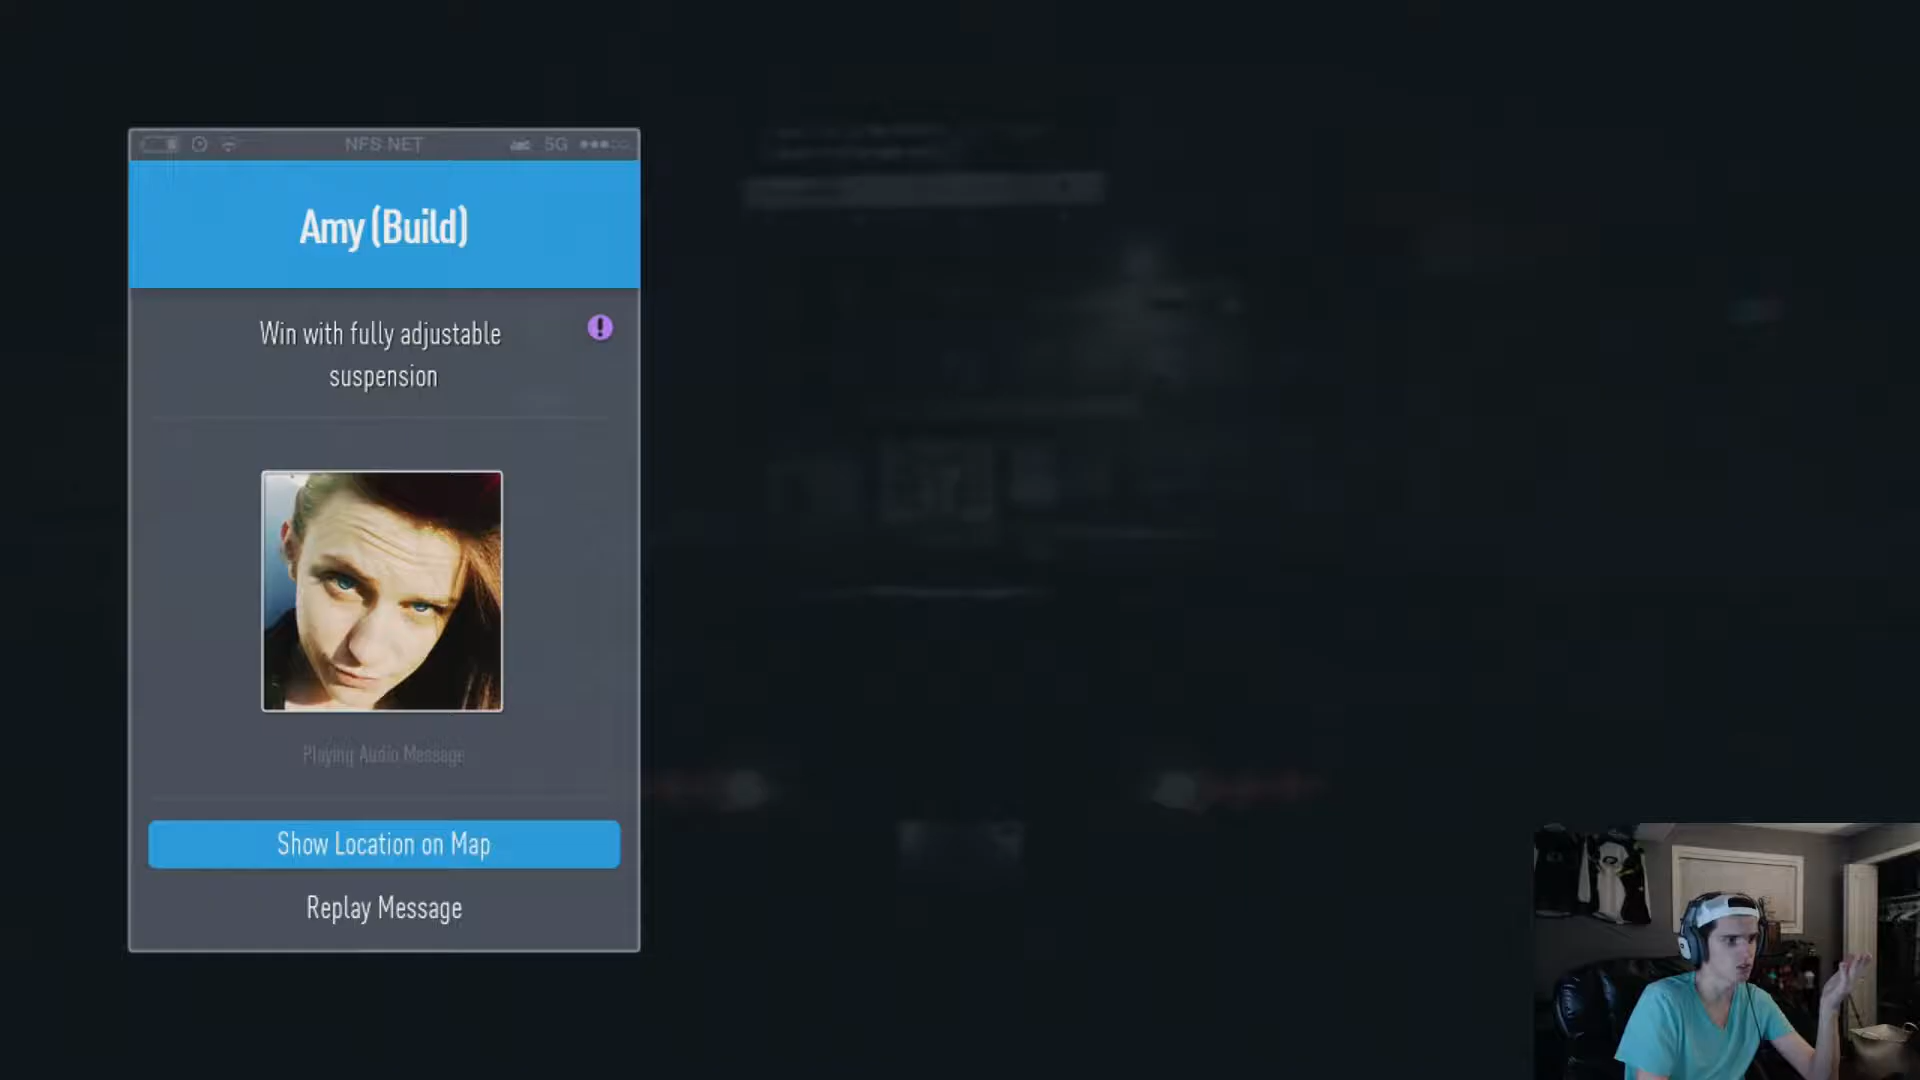 NFS NET
5G
Amy (Build)
Win with fully adjustable
suspension
Playing Audio Message
Show Location on Map
Replay Message